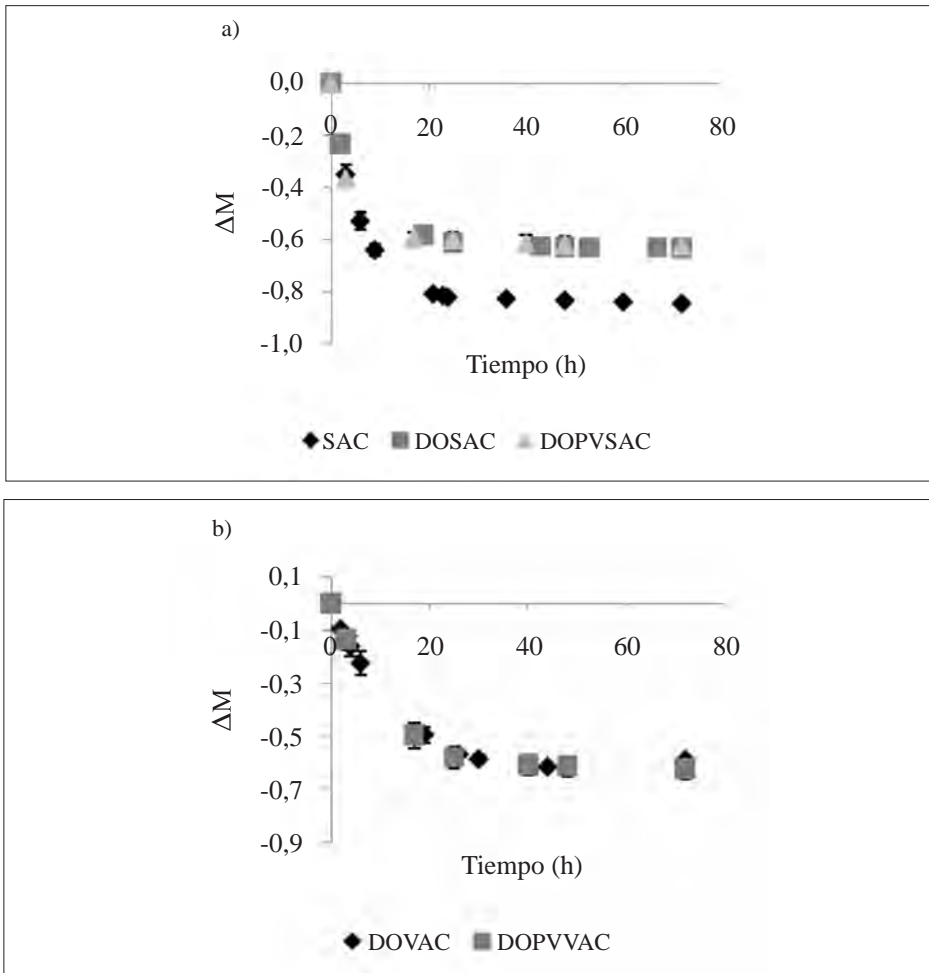 a)
0,0
0 20 40 60 80
-0,2
-0,4
-0,6
-0,8
-1,0
ΔM
Tiempo (h)
SAC DOSAC DOPVSAC
b)
0,1
-0,1
0 20 40 60 80
-0,3
-0,5
-0,7
-0,9
ΔM
Tiempo (h)
DOVAC DOPVVAC